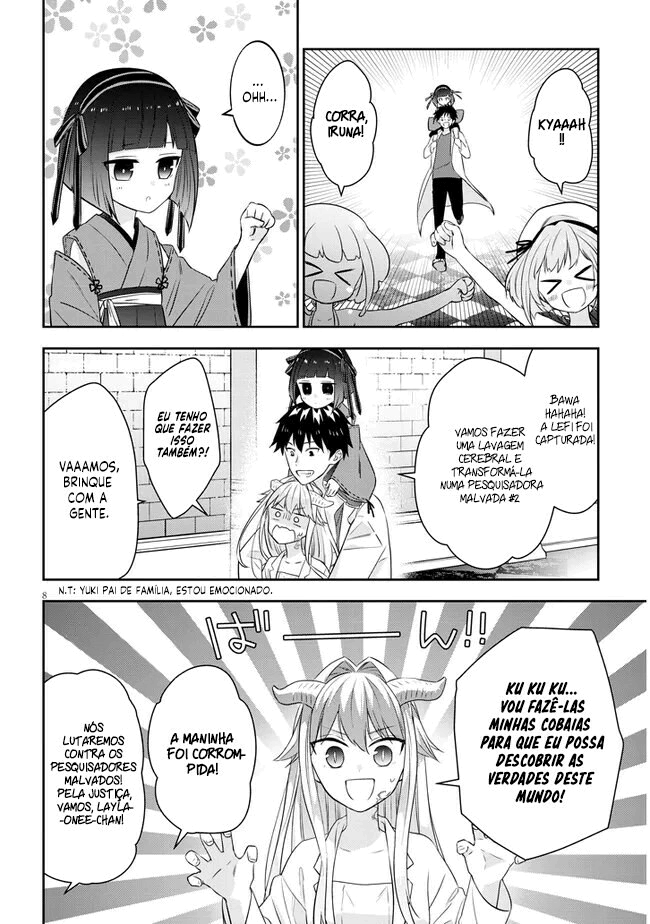 KYAAAH
!!
CORRA,
IRUNA!
...
OHH...
BAWA
HAHAHA!
A LEFI FOI
CAPTURADA!
VAMOS FAZER
UMA LAVAGEM
CEREBRAL E
TRANSFORMÁ-LA
NUMA PESQUISADORA
MALVADA #2
EU TENHO
QUE FAZER
ISSO
TAMBÉM?!
VAAAMOS,
BRINQUE
COM A
GENTE.
8
N.T: YUKI PAI DE FAMÍLIA, ESTOU EMOCIONADO.
ばーん!!
KU KU KU...
VOU FAZÊ-LAS
MINHAS COBAIAS
PARA QUE EU POSSA
DESCOBRIR AS
VERDADES DESTE
MUNDO!
A MANINHA
FOI CORROM-
PIDA!
NÓS
LUTAREMOS
CONTRA OS
PESQUISADORES
MALVADOS!
PELA JUSTIÇA,
VAMOS, LAYLA-
-ONEE-CHAN!